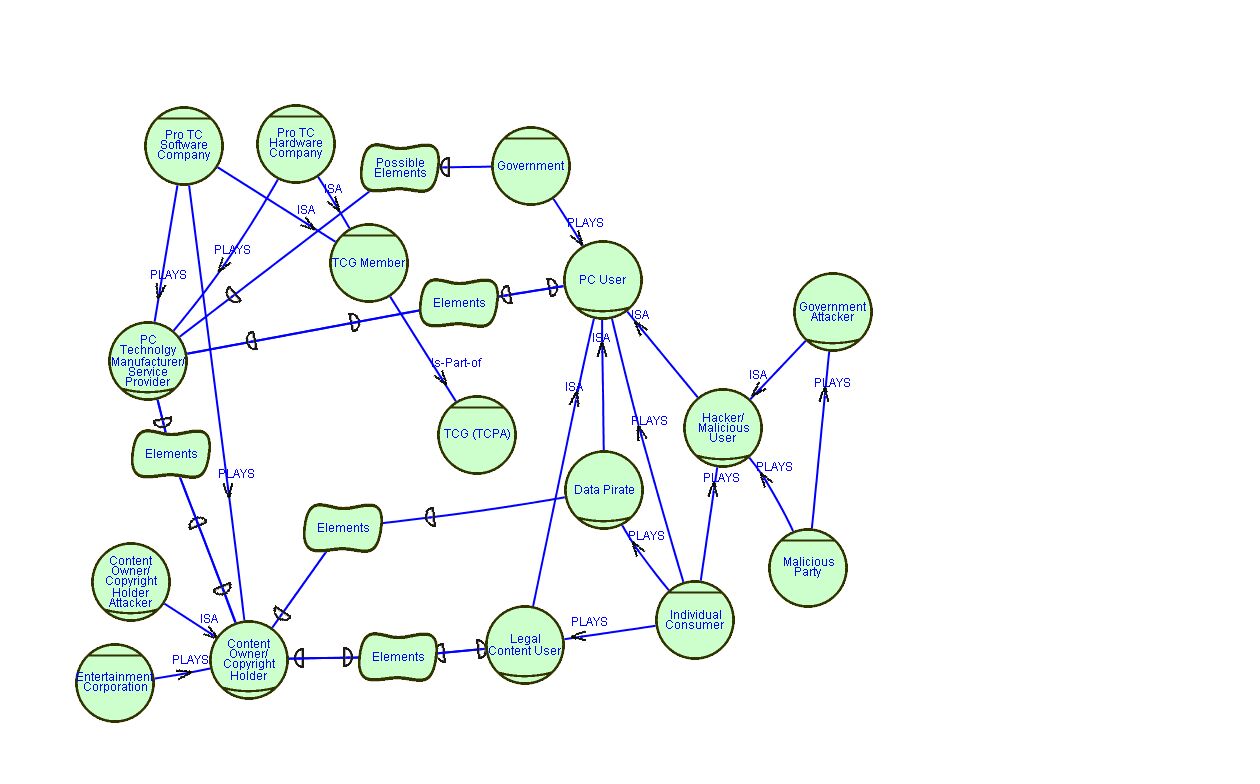 Pro TC
Software
Company
Pro TC
Hardware
Company
Possible
Elements
Government
ISA
ISA
PLAYS
PLAYS
PLAYS
TCG Member
PC User
Elements
Government
Attacker
ISA
ISA
PC
Technolgy
Manufacturer/
Service
Provider
Is-Part-of
ISA
ISA
PLAYS
PLAYS
Hacker/
Malicious
User
TCG (TCPA)
Elements
PLAYS
PLAYS
PLAYS
Data Pirate
Elements
PLAYS
Content
Owner/
Copyright
Holder
Attacker
Malicious
Party
ISA
PLAYS
Individual
Consumer
Legal
Content User
Content
Owner/
Copyright
Holder
Elements
PLAYS
Entertainment
Corporation